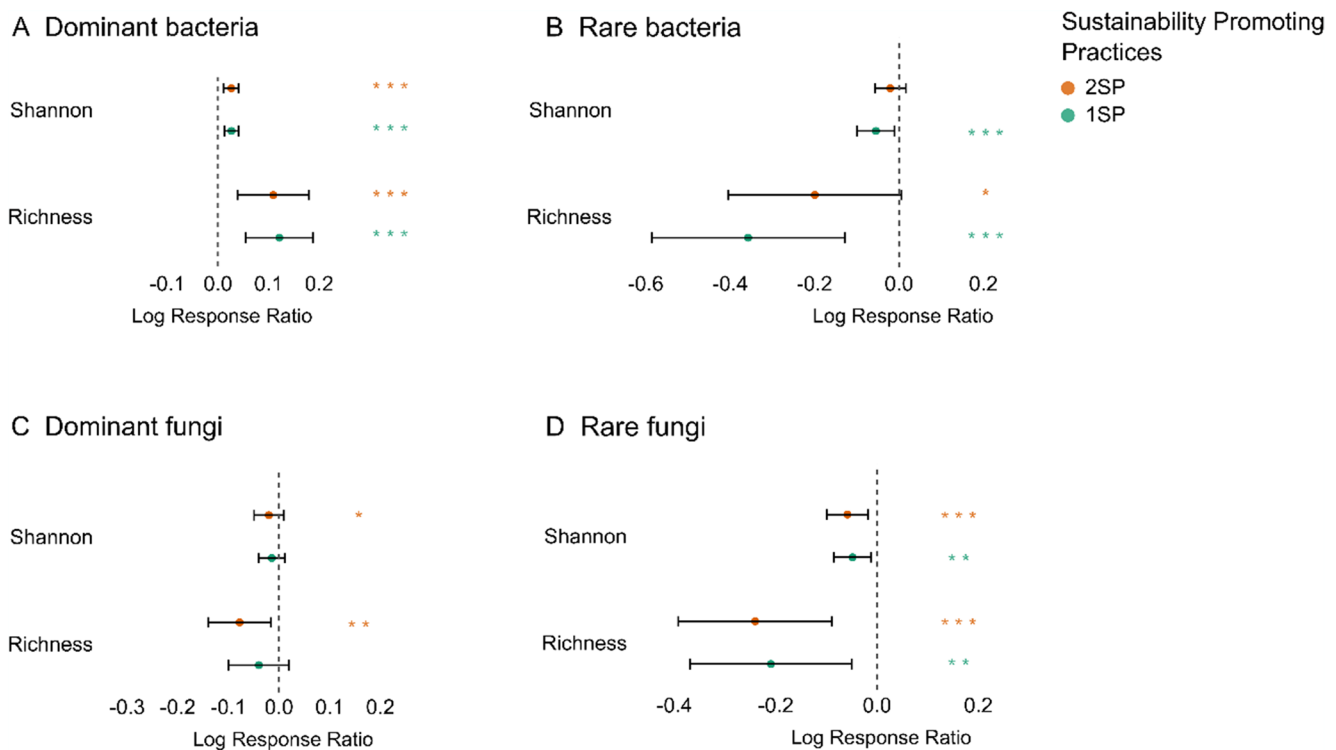 A Dominant bacteria
B Rare bacteria
Sustainability Promoting
Practices
2SP
1SP
Shannon
* * *
* * *
Richness
* * *
* * *
-0.1 0.0 0.1 0.2
Log Response Ratio
Shannon
* * *
Richness
*
* * *
-0.6 -0.4 -0.2 0.0 0.2
Log Response Ratio
C Dominant fungi
D Rare fungi
Shannon
*
Richness
* *
-0.3 -0.2 -0.1 0.0 0.1 0.2
Log Response Ratio
Shannon
* * *
* *
Richness
* * *
* *
-0.4 -0.2 0.0 0.2
Log Response Ratio